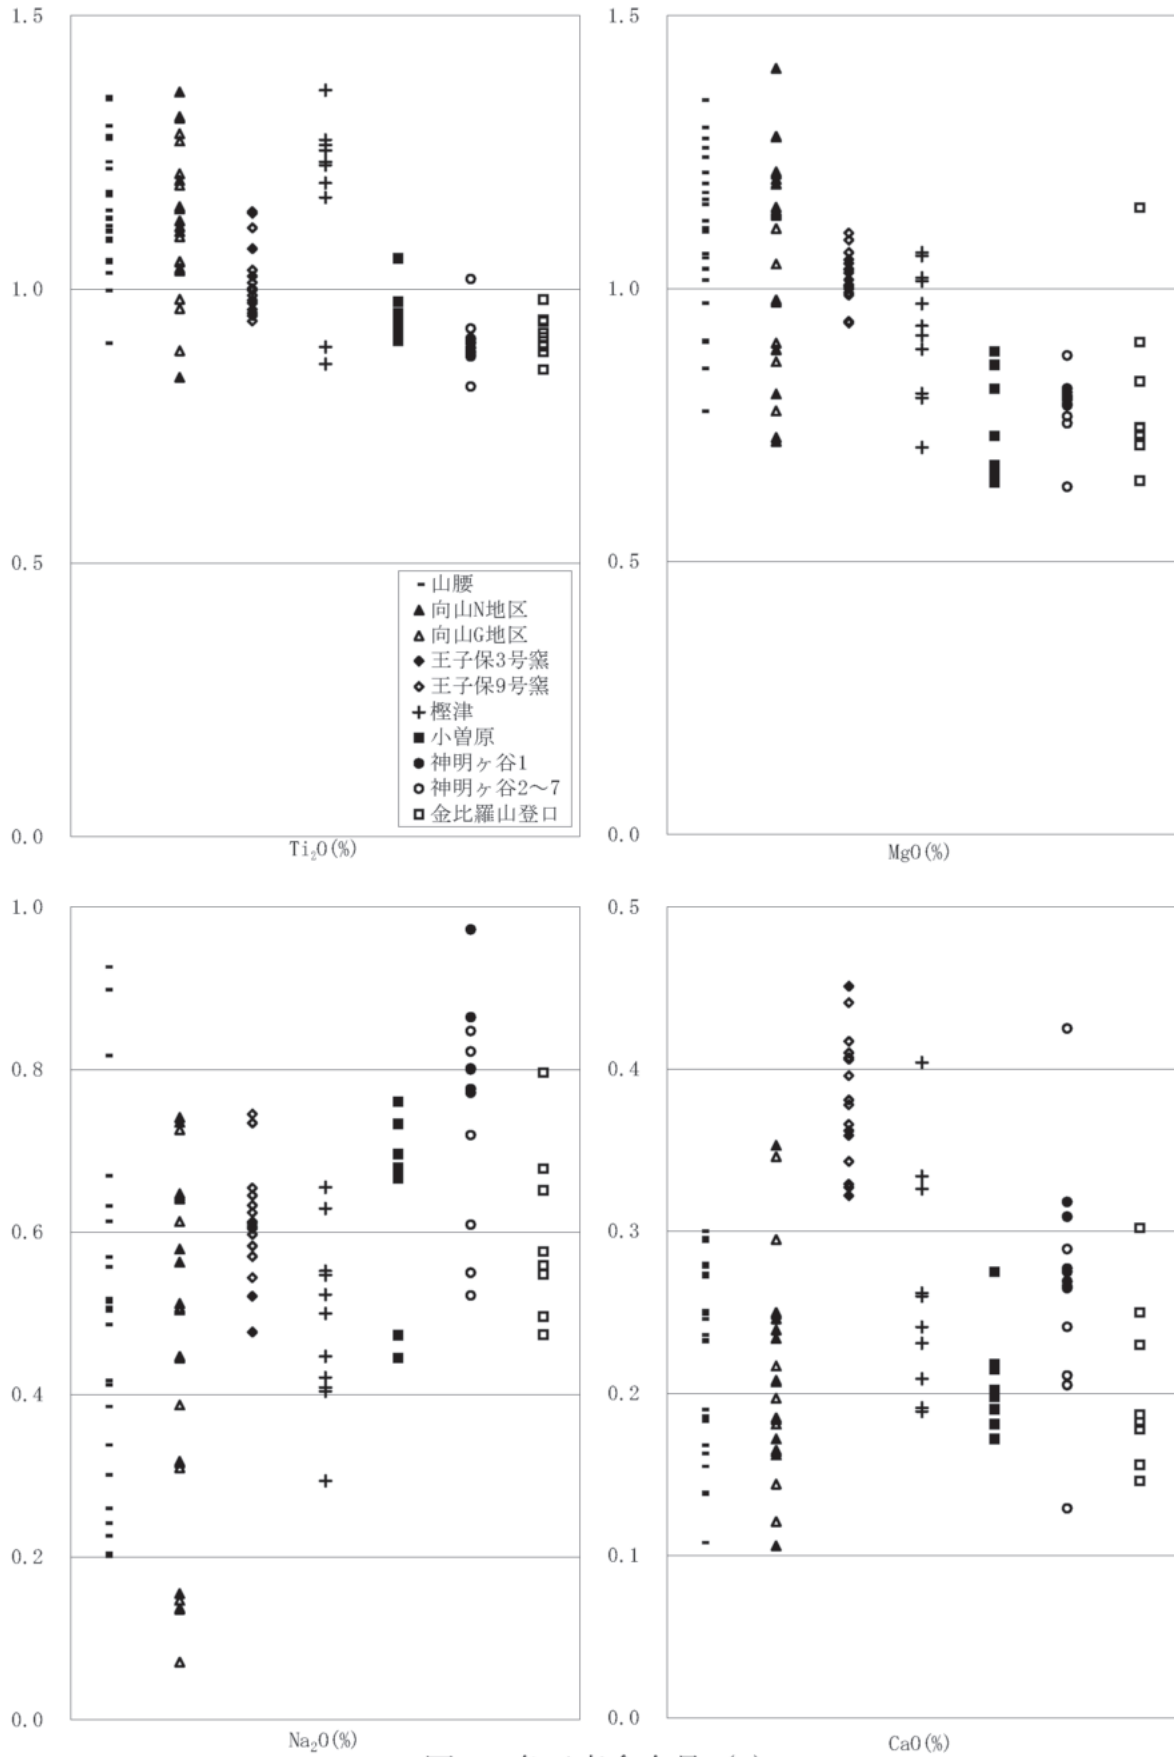 1.5
1.0
0.5
0.0
- 山腰
▲ 向山N地区
△ 向山G地区
◆ 王子保3号窯
◇ 王子保9号窯
+ 樫津
■ 小曽原
● 神明ヶ谷1
○ 神明ヶ谷2～7
□ 金比羅山登口
Ti₂O(%)
1.5
1.0
0.5
0.0
MgO(%)
1.0
0.8
0.6
0.4
0.2
0.0
Na₂O(%)
0.5
0.4
0.3
0.2
0.1
0.0
CaO(%)